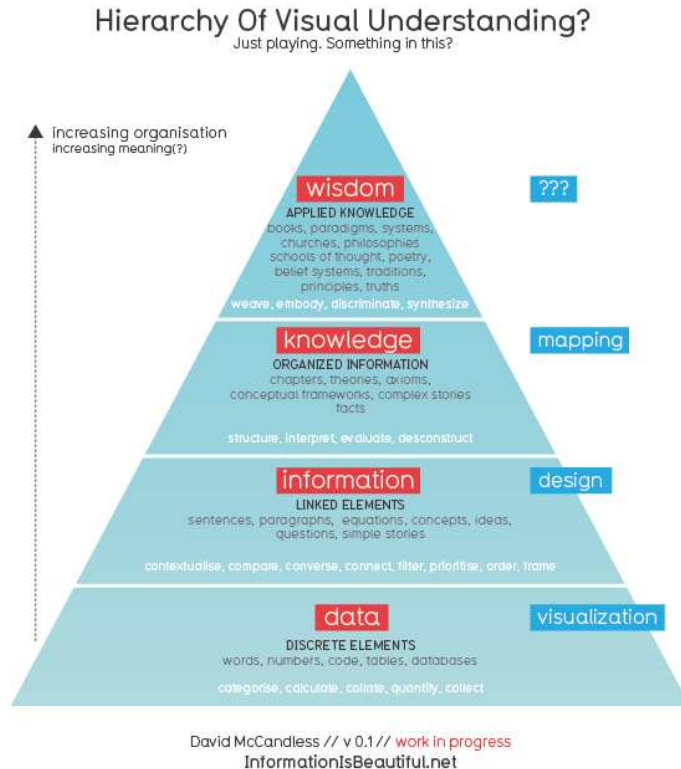 Hierarchy Of Visual Understanding?
Just playing. Something in this?
increasing organisation
increasing meaning(?)
wisdom
???
APPLIED KNOWLEDGE
books, paradigms, systems,
churches, philosophies
schools of thought, poetry,
belief systems, traditions,
principles, truths
weave, embody, discriminate, synthesize
knowledge
mapping
ORGANIZED INFORMATION
chapters, theories, axioms,
conceptual frameworks, complex stories
facts
structure, interpret, evaluate, desconstruct
information
design
LINKED ELEMENTS
sentences, paragraphs, equations, concepts, ideas,
questions, simple stories
contextualise, compare, converse, connect, filter, prioritise, order, frame
data
visualization
DISCRETE ELEMENTS
words, numbers, code, tables, databases
categorise, calculate, collate, quantify, collect
David McCandless // v 0.1 // work in progress
InformationIsBeautiful.net